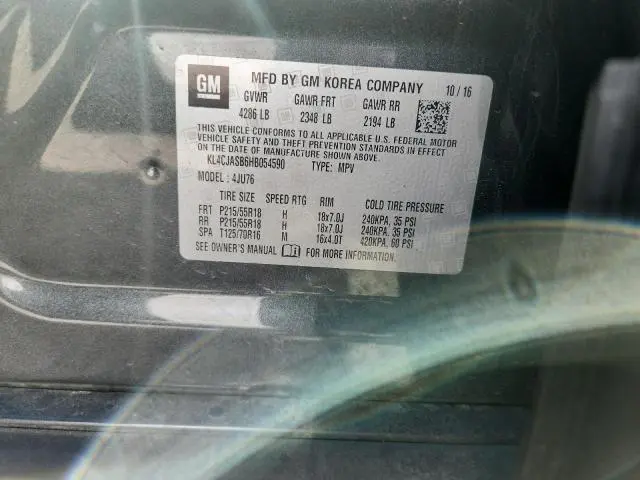 GM MFD BY GM KOREA COMPANY 10/16
GVWR GAWR FRT GAWR RR
4286 LB 2348 LB 2194 LB
THIS VEHICLE CONFORMS TO ALL APPLICABLE U.S. FEDERAL MOTOR
VEHICLE SAFETY AND THEFT PREVENTION STANDARDS IN EFFECT
ON THE DATE OF MANUFACTURE SHOWN ABOVE.
KL4CJASB6HB054590 TYPE: MPV
MODEL: 4JU76
TIRE SIZE SPEED RTG RIM COLD TIRE PRESSURE
FRT P215/55R18 H 18x7.0J 240KPA, 35 PSI
RR P215/55R18 H 18x7.0J 240KPA, 35 PSI
SPA T125/70R16 M 16x4.0T 420KPA, 60 PSI
SEE OWNER'S MANUAL FOR MORE INFORMATION.